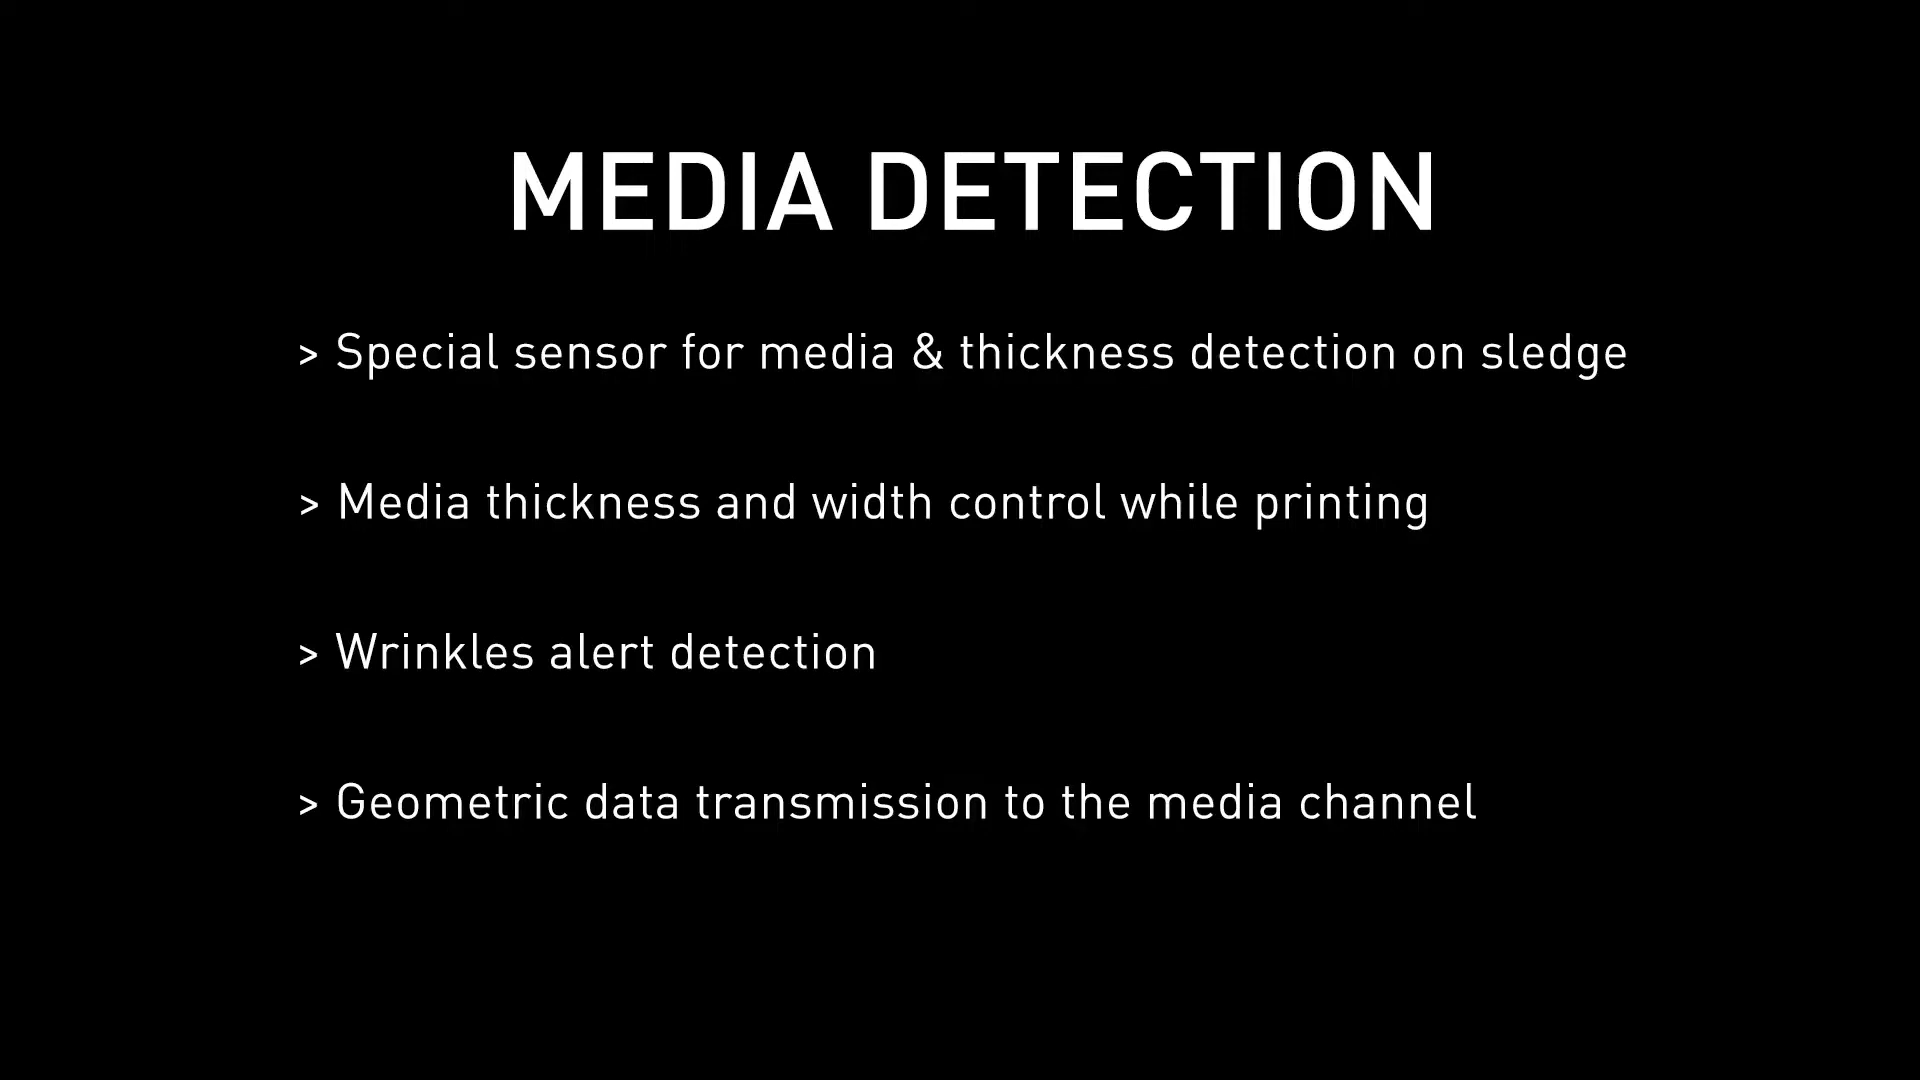 MEDIA DETECTION
> Special sensor for media & thickness detection on sledge
> Media thickness and width control while printing
> Wrinkles alert detection
> Geometric data transmission to the media channel